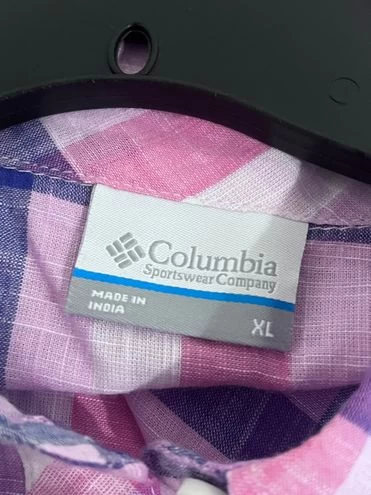 Columbia
Sportswear Company
MADE IN
INDIA
XL